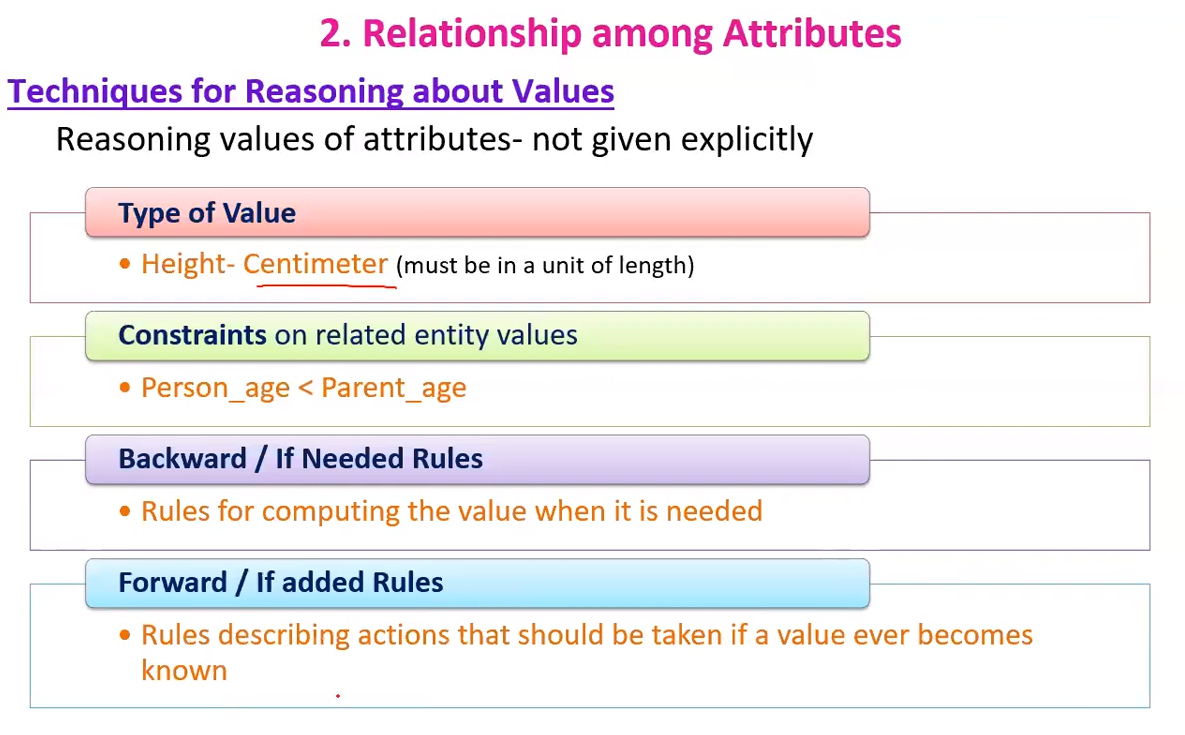 2. Relationship among Attributes
Techniques for Reasoning about Values
Reasoning values of attributes- not given explicitly
Type of Value
• Height- Centimeter (must be in a unit of length)
Constraints on related entity values
• Person_age < Parent_age
Backward / If Needed Rules
• Rules for computing the value when it is needed
Forward / If added Rules
• Rules describing actions that should be taken if a value ever becomes
known